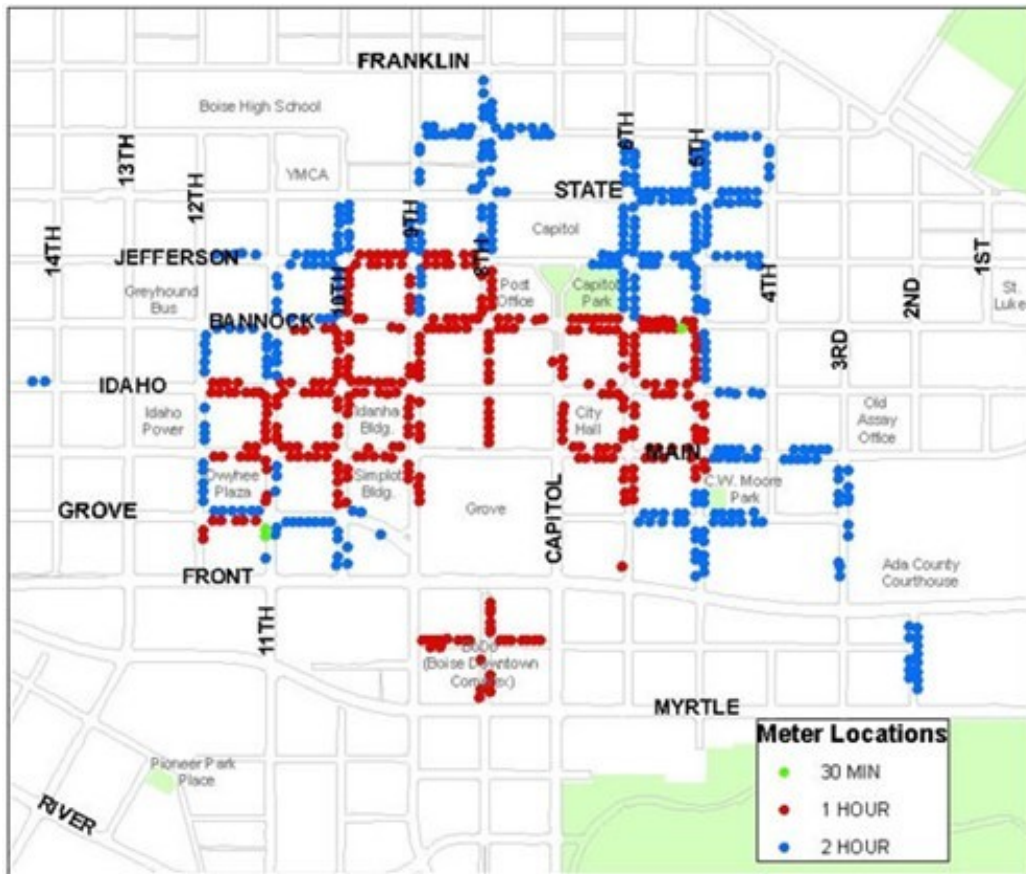 FRANKLIN
Boise High School
13TH
6TH
5TH
YMCA
12TH
STATE
9TH
14TH
Capitol
JEFFERSON
8TH
1ST
10TH
4TH
Greyhound
Bus
Post
Office
Capitol
Park
2ND
St.
Luke
BANNOCK
3RD
IDAHO
Idaho
Power
Idanha
Bldg.
City
Hall
Old
Assay
Office
MAIN
Owyhee
Plaza
Simplot
Bldg.
C.W. Moore
Park
GROVE
Grove
CAPITOL
FRONT
Ada County
Courthouse
11TH
BoDo
(Boise Downtown
Complex)
MYRTLE
Meter Locations
30 MIN
1 HOUR
2 HOUR
Pioneer Park
Place
RIVER